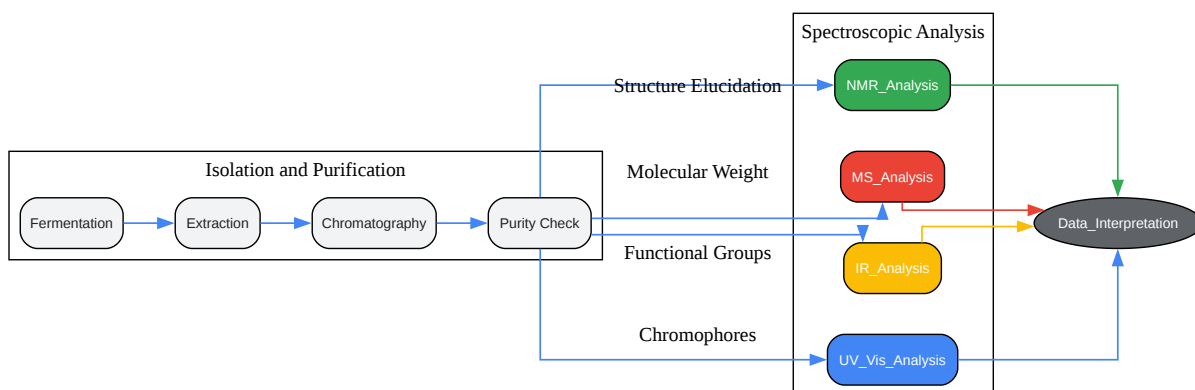 Spectroscopic Analysis
Structure Elucidation
NMR_Analysis
Isolation and Purification
Molecular Weight
MS_Analysis
Fermentation
Extraction
Chromatography
Purity Check
Data_Interpretation
Functional Groups
IR_Analysis
Chromophores
UV_Vis_Analysis